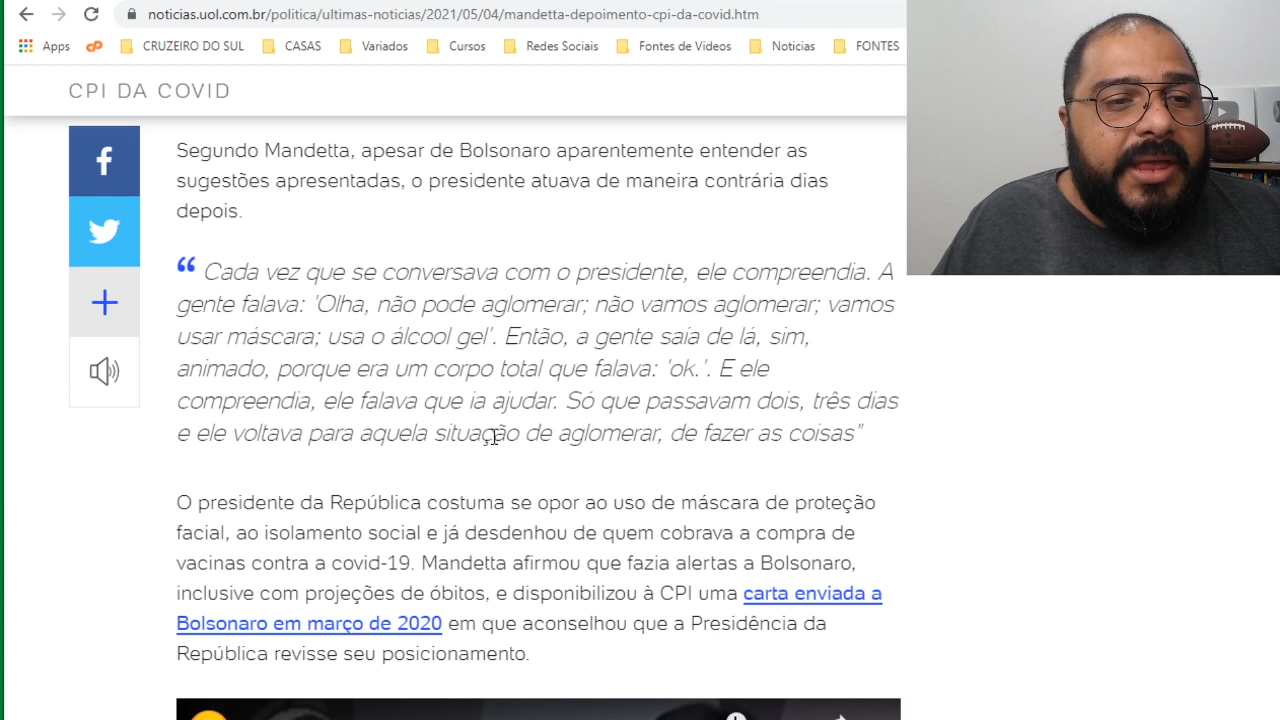 noticias.uol.com.br/politica/ultimas-noticias/2021/05/04/mandetta-depoimento-cpi-da-covid.htm
Apps CRUZEIRO DO SUL CASAS Variados Cursos Redes Sociais Fontes de Videos Noticias FONTES
CPI DA COVID
Segundo Mandetta, apesar de Bolsonaro aparentemente entender as
sugestões apresentadas, o presidente atuava de maneira contrária dias
depois.
“ Cada vez que se conversava com o presidente, ele compreendia. A
gente falava: 'Olha, não pode aglomerar; não vamos aglomerar; vamos
usar máscara; usa o álcool gel'. Então, a gente saía de lá, sim,
animado, porque era um corpo total que falava: 'ok.'. E ele
compreendia, ele falava que ia ajudar. Só que passavam dois, três dias
e ele voltava para aquela situação de aglomerar, de fazer as coisas"
O presidente da República costuma se opor ao uso de máscara de proteção
facial, ao isolamento social e já desdenhou de quem cobrava a compra de
vacinas contra a covid-19. Mandetta afirmou que fazia alertas a Bolsonaro,
inclusive com projeções de óbitos, e disponibilizou à CPI uma carta enviada a
Bolsonaro em março de 2020 em que aconselhou que a Presidência da
República revisse seu posicionamento.